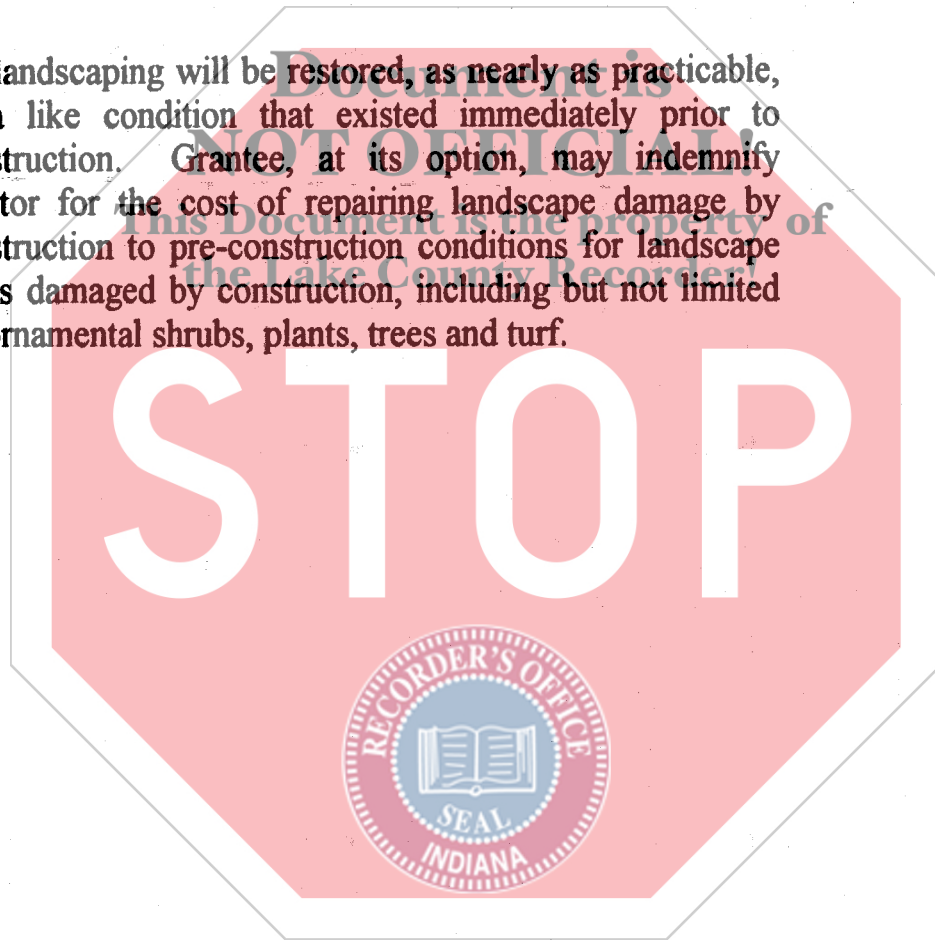 landscaping will be restored, as nearly as practicable,
a like condition that existed immediately prior to
struction. Grantee, at its option, may indemnify
tor for the cost of repairing landscape damage by
struction to pre-construction conditions for landscape
s damaged by construction, including but not limited
rnamental shrubs, plants, trees and turf.
Document is
NOT OFFICIAL!
This Document is the property of
the Lake County Recorder!
STOP
RECORDER'S OFFICE
SEAL
INDIANA